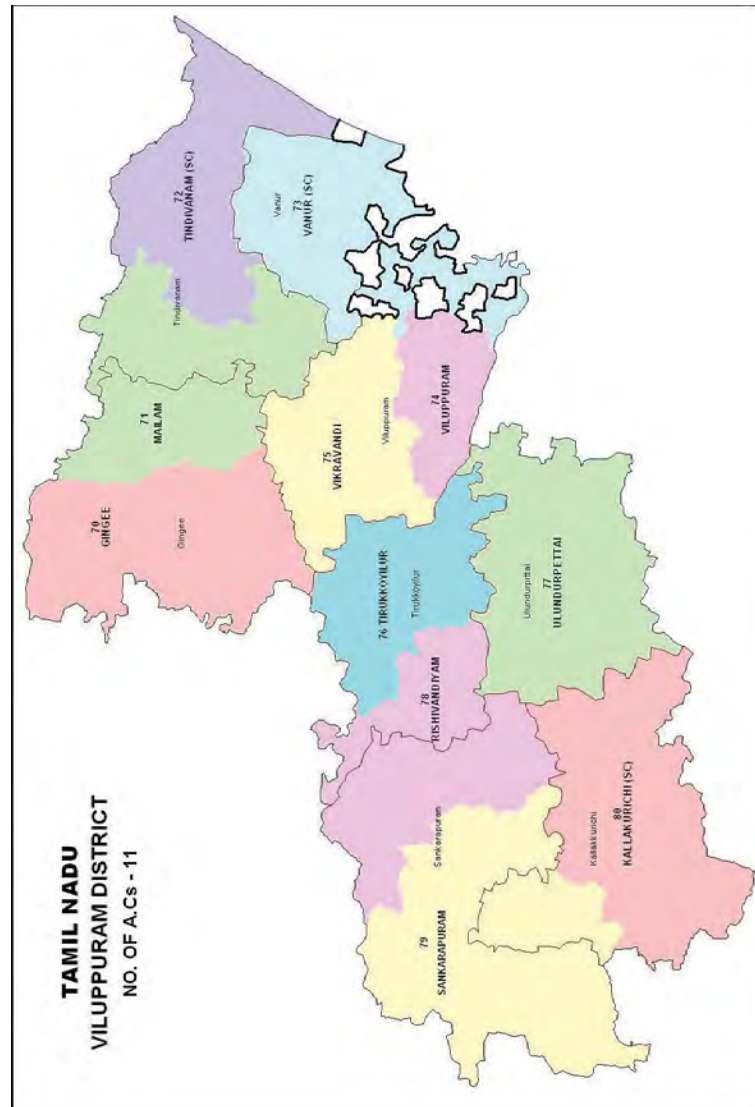 TAMIL NADU
VILUPPURAM DISTRICT
NO. OF A.Cs - 11
70
GINGEE
Gingee
71
MAILAM
72
TINDIVANAM (SC)
Tindivanam
Vanur
73
VANUR (SC)
75
VIKRAVANDI
Viluppuram
74
VILUPPURAM
76 TIRUKKOYILUR
Tirukkoyilur
Ulundurpttai
77
ULUNDURPETTAI
78
RISHIVANDIYAM
Sankarapuran
79
SANKARAPURAM
Kallakkurichi
80
KALLAKURICHI (SC)